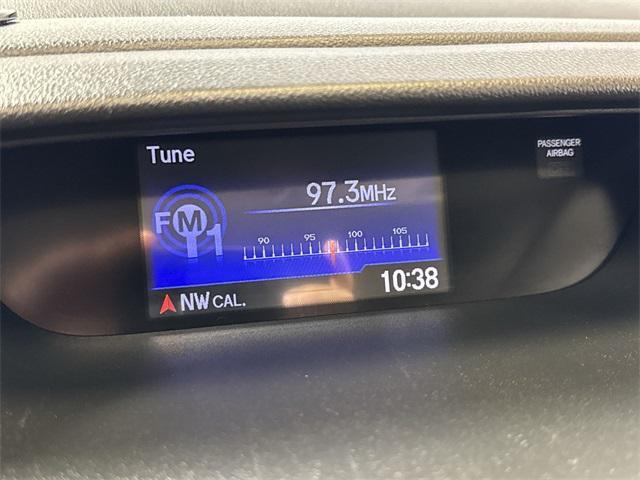 Tune
PASSENGER
AIRBAG
97.3MHz
FM1
90 95 100 105
NW CAL.
10:38